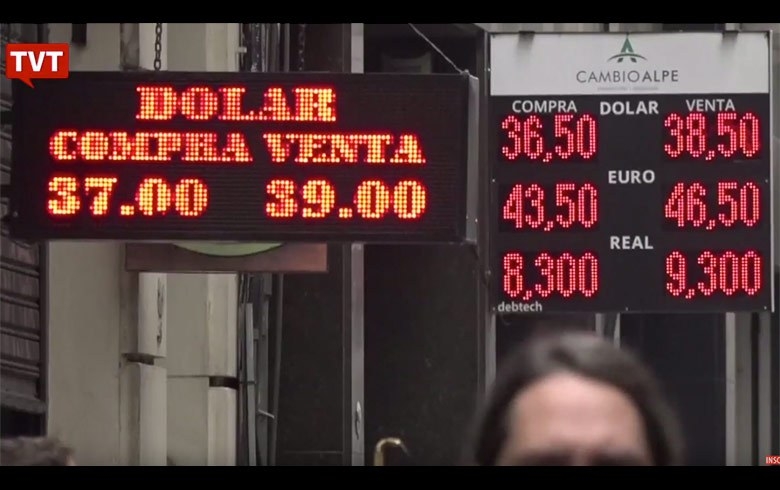 TVT
DOLAR
COMPRA VENTA
37.00 39.00
CAMBIOALPE
COMPRA DOLAR VENTA
36,50 38,50
EURO
43,50 46,50
REAL
8,300 9,300
debtech
INSC